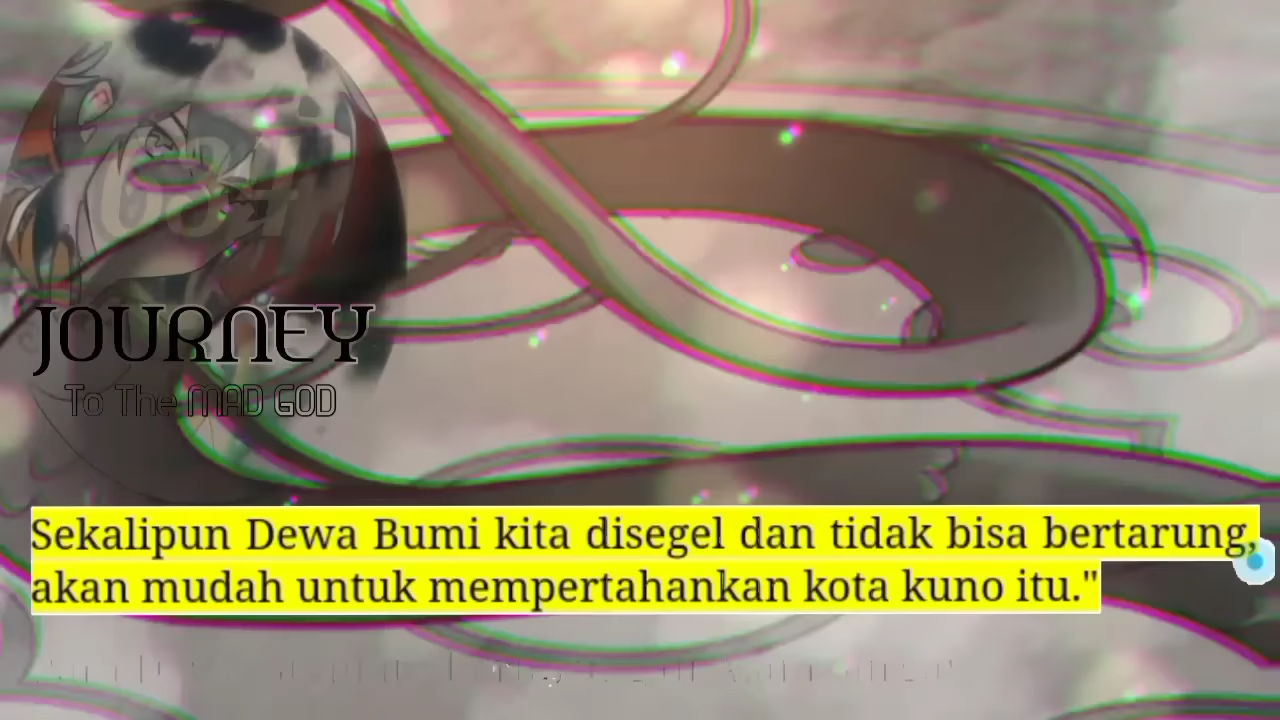 684
JOURNEY
To The MAD GOD
Sekalipun Dewa Bumi kita disegel dan tidak bisa bertarung,
akan mudah untuk mempertahankan kota kuno itu."